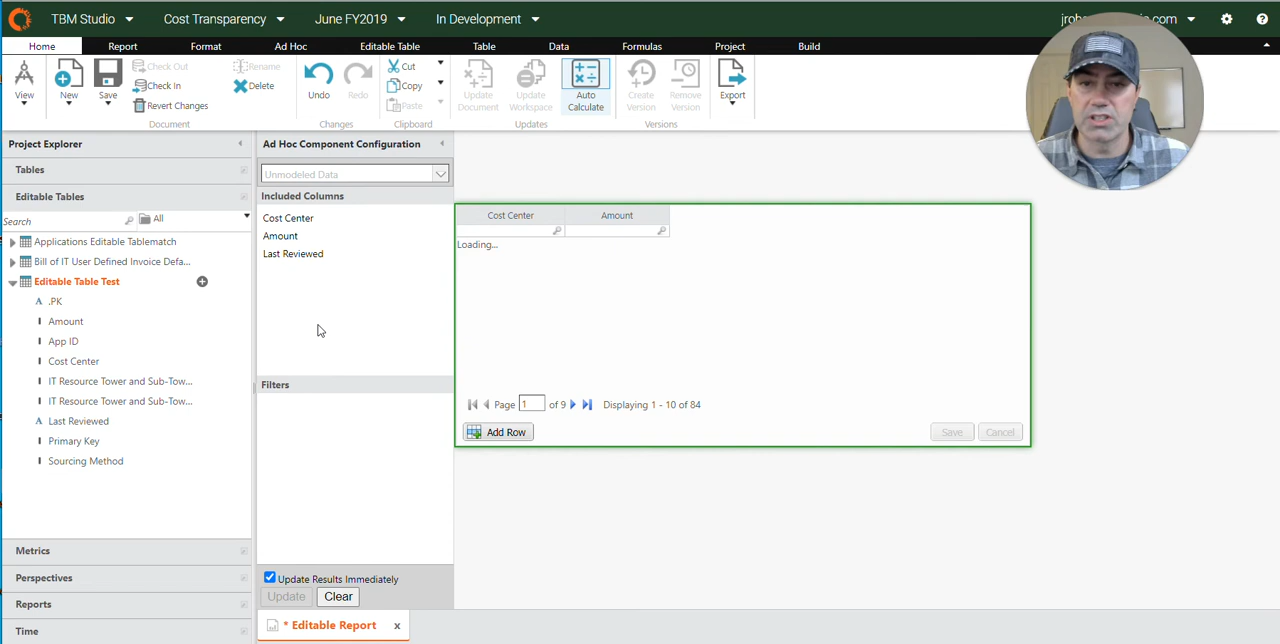 TBM Studio Cost Transparency June FY2019 In Development
Home Report Format Ad Hoc Editable Table Table Data Formulas Project Build
View New Save Check Out Check In Revert Changes Rename Delete Undo Redo Cut Copy Paste Update Document Update Workspace Auto Calculate Create Version Remove Version Export
Document Changes Clipboard Updates Versions
Project Explorer
Tables
Editable Tables
Search All
Applications Editable Tablematch
Bill of IT User Defined Invoice Defa...
Editable Table Test
A .PK
Amount
App ID
Cost Center
IT Resource Tower and Sub-Tow...
IT Resource Tower and Sub-Tow...
A Last Reviewed
Primary Key
Sourcing Method
Metrics
Perspectives
Reports
Time
Ad Hoc Component Configuration
Unmodeled Data
Included Columns
Cost Center
Amount
Last Reviewed
Filters
Update Results Immediately
Update Clear
* Editable Report x
Cost Center Amount
Loading...
Page 1 of 9 Displaying 1 - 10 of 84
Add Row Save Cancel